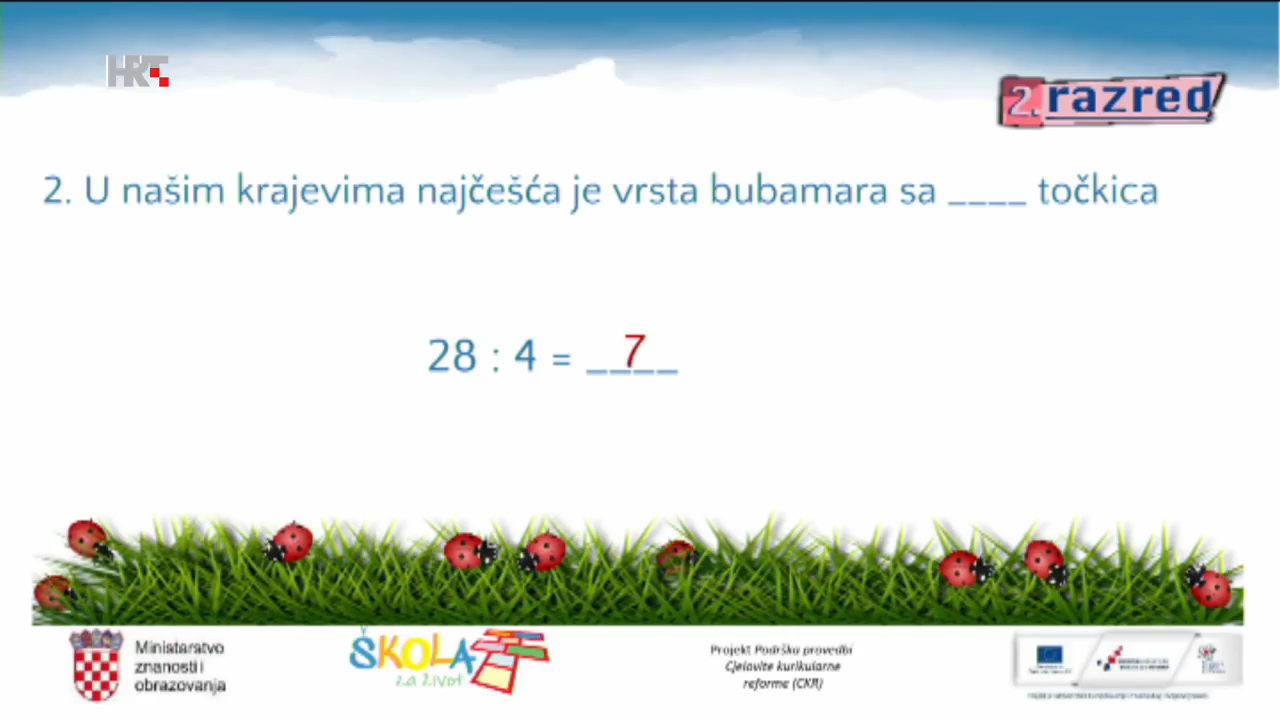 HRT
2. razred
2. U našim krajevima najčešća je vrsta bubamara sa ____ točkica
28 : 4 = __7__
Ministarstvo
znanosti i
obrazovanja
ŠKOLA
za život
Projekt Podrška provedbi
Cjelovite kurikularne
reforme (CKR)